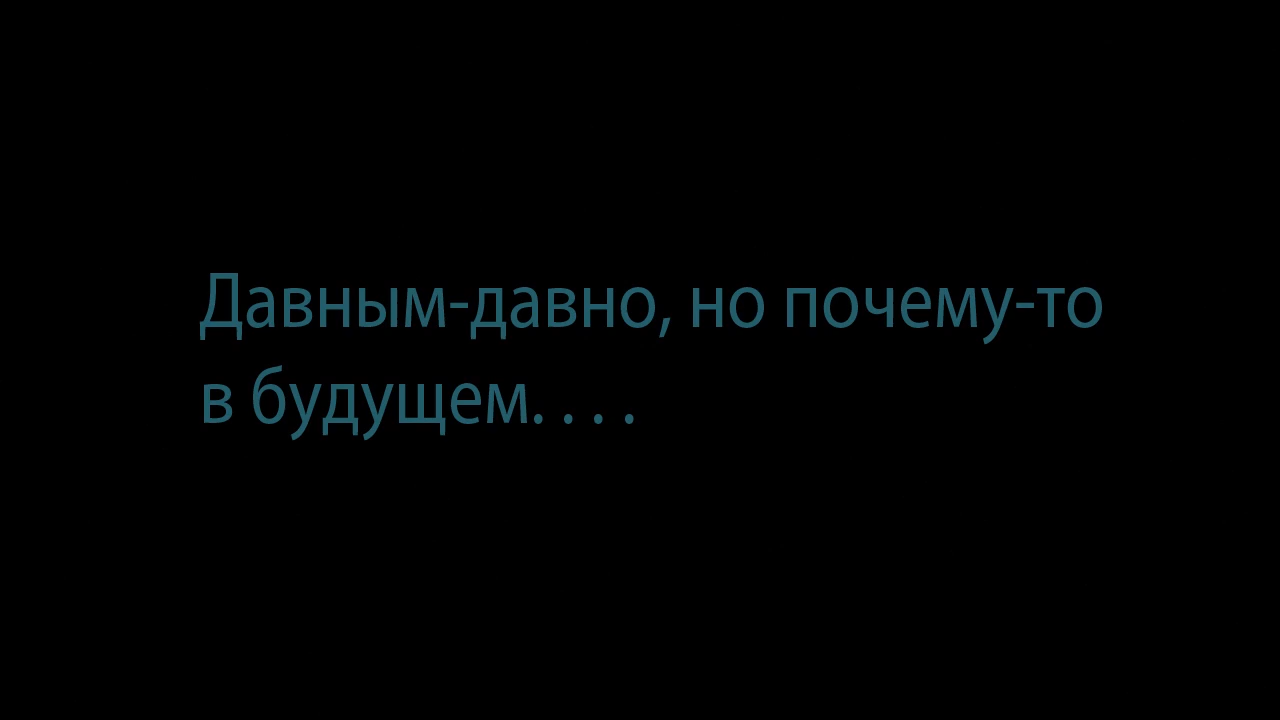 Давным-давно, но почему-то
в будущем. . . .